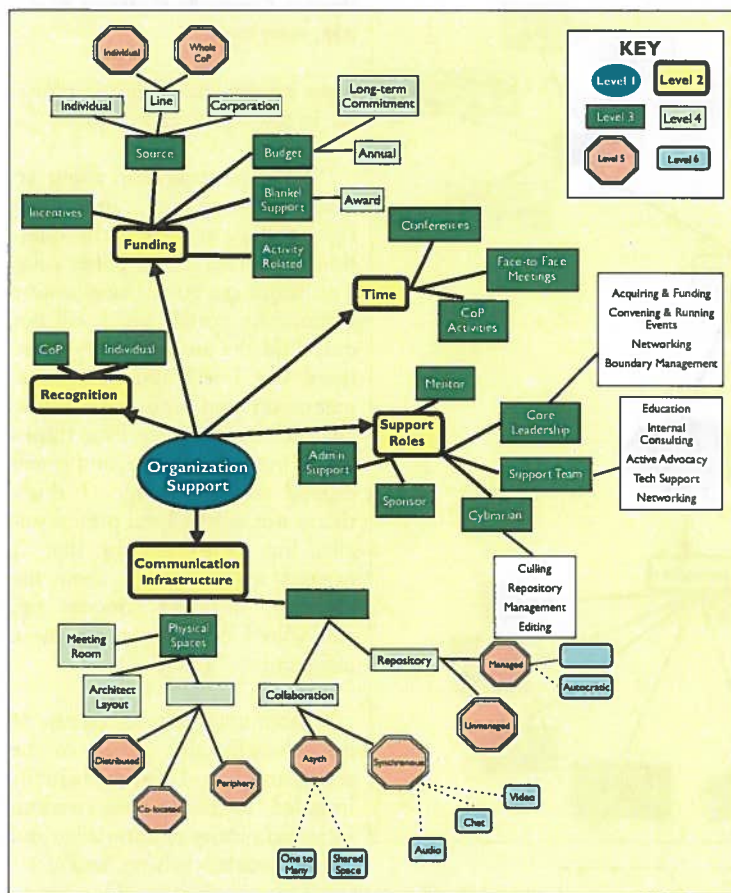 Individual
Whole
CoP
KEY
Level 1
Level 2
Level 3
Level 4
Level 5
Level 6
Individual
Line
Corporation
Long-term
Commitment
Source
Budget
Annual
Incentives
Blanket
Support
Award
Funding
Activity
Related
Conferences
Time
Face-to Face
Meetings
CoP
Activities
Acquiring & Funding
Convening & Running
Events
Networking
Boundary Management
CoP
Individual
Recognition
Mentor
Support
Roles
Core
Leadership
Admin
Support
Sponsor
Support Team
Cybrarian
Education
Internal
Consulting
Active Advocacy
Tech Support
Networking
Organization
Support
Culling
Repository
Management
Editing
Communication
Infrastructure
Physical
Spaces
Meeting
Room
Architect
Layout
Collaboration
Repository
Managed
Autocratic
Unmanaged
Distributed
Co-located
Periphery
Asych
Synchronous
One to
Many
Shared
Space
Audio
Chat
Video